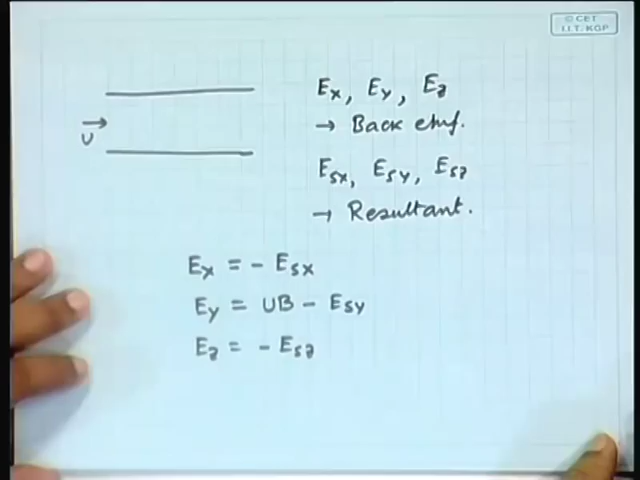 © CET
I.I.T. KGP
Ex, Ey, Ez
→ Back emf.
U
Esx, Esy, Esz
→ Resultant.
Ex = - Esx
Ey = UB - Esy
Ez = - Esz